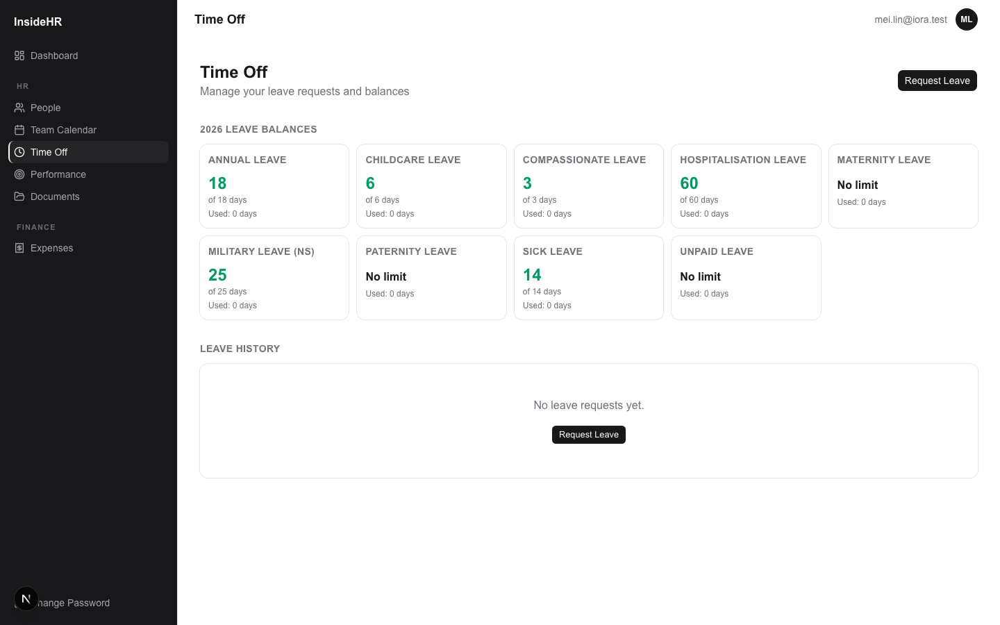 InsideHR
Dashboard
HR
People
Team Calendar
Time Off
Performance
Documents
FINANCE
Expenses
N
hange Password
Time Off
mei.lin@iora.test
ML
Time Off
Manage your leave requests and balances
Request Leave
2026 LEAVE BALANCES
ANNUAL LEAVE
18
of 18 days
Used: 0 days
CHILDCARE LEAVE
6
of 6 days
Used: 0 days
COMPASSIONATE LEAVE
3
of 3 days
Used: 0 days
HOSPITALISATION LEAVE
60
of 60 days
Used: 0 days
MATERNITY LEAVE
No limit
Used: 0 days
MILITARY LEAVE (NS)
25
of 25 days
Used: 0 days
PATERNITY LEAVE
No limit
Used: 0 days
SICK LEAVE
14
of 14 days
Used: 0 days
UNPAID LEAVE
No limit
Used: 0 days
LEAVE HISTORY
No leave requests yet.
Request Leave